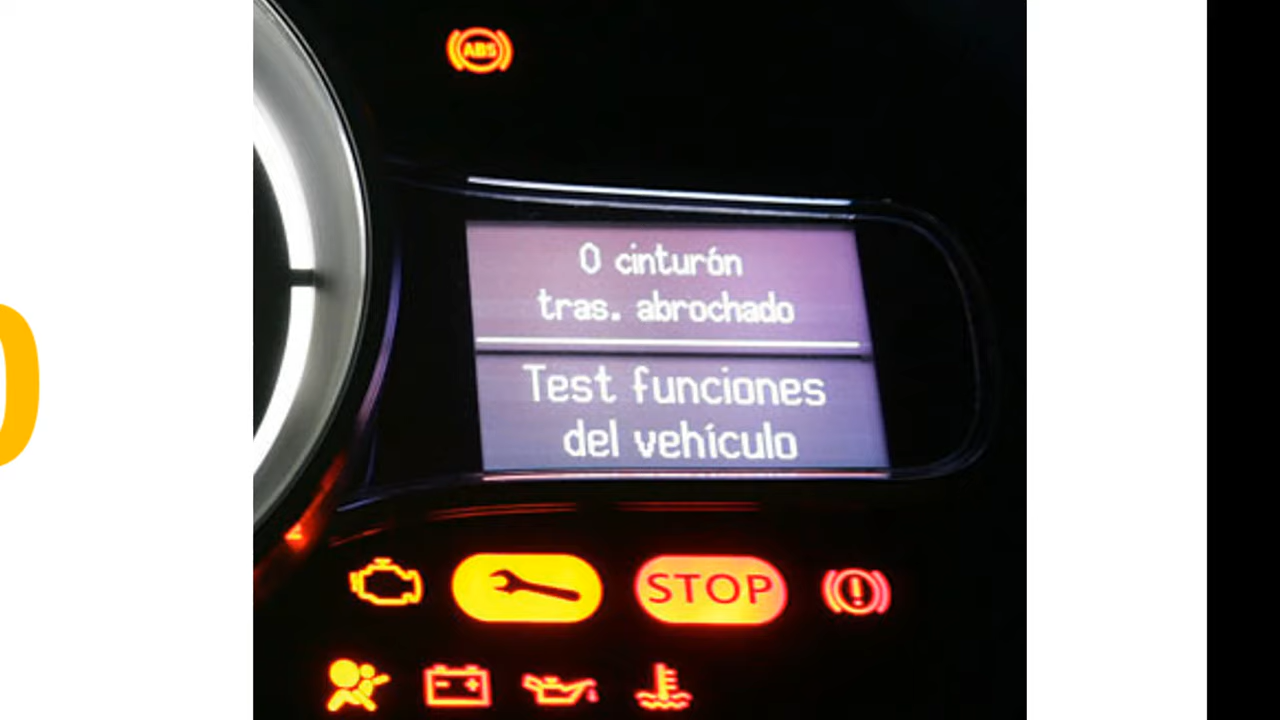 ABS
0 cinturón
tras. abrochado
Test funciones
del vehículo
STOP